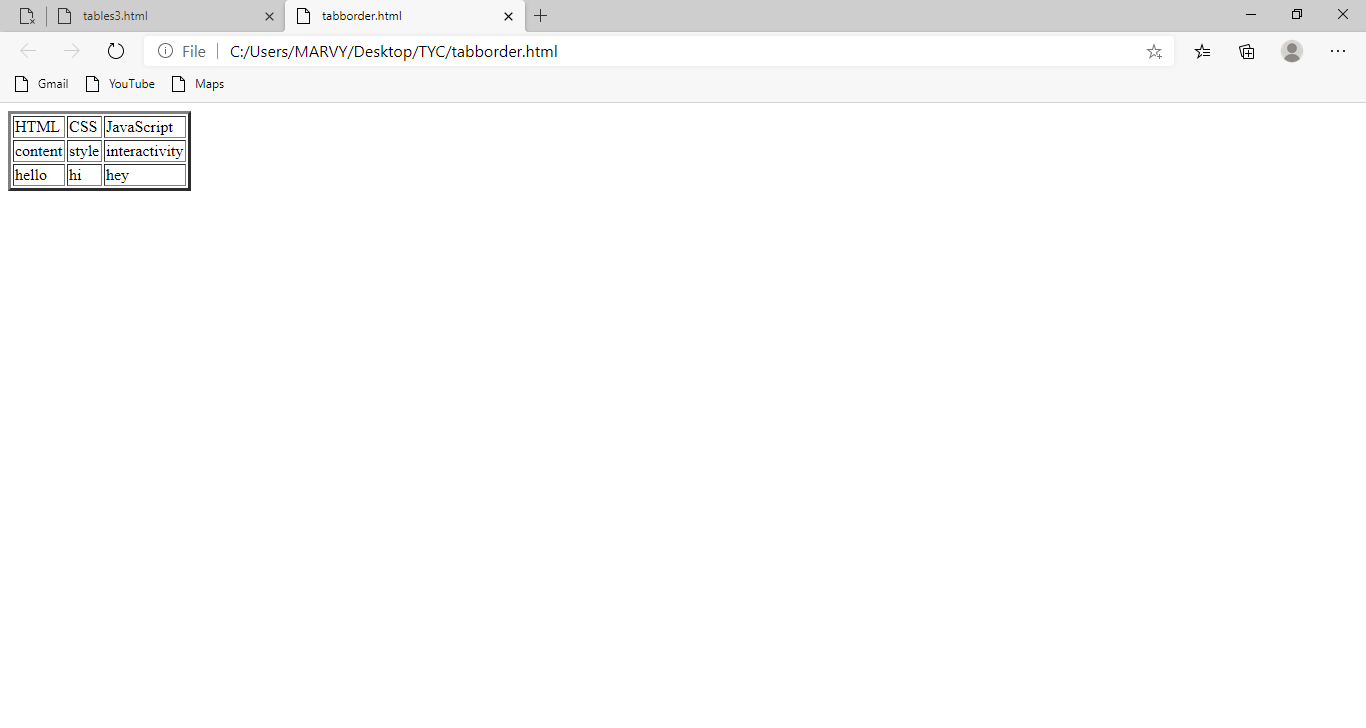 tables3.html tabborder.html
File C:/Users/MARVY/Desktop/TYC/tabborder.html
Gmail YouTube Maps
HTML CSS JavaScript
content style interactivity
hello hi hey